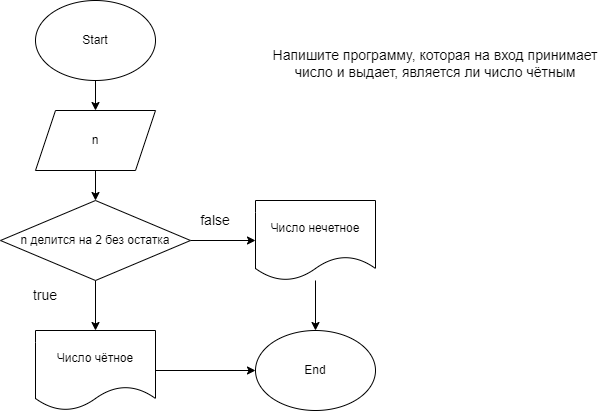 Start
Напишите программу, которая на вход принимает
число и выдает, является ли число чётным
n
n делится на 2 без остатка
false
Число нечетное
true
Число чётное
End